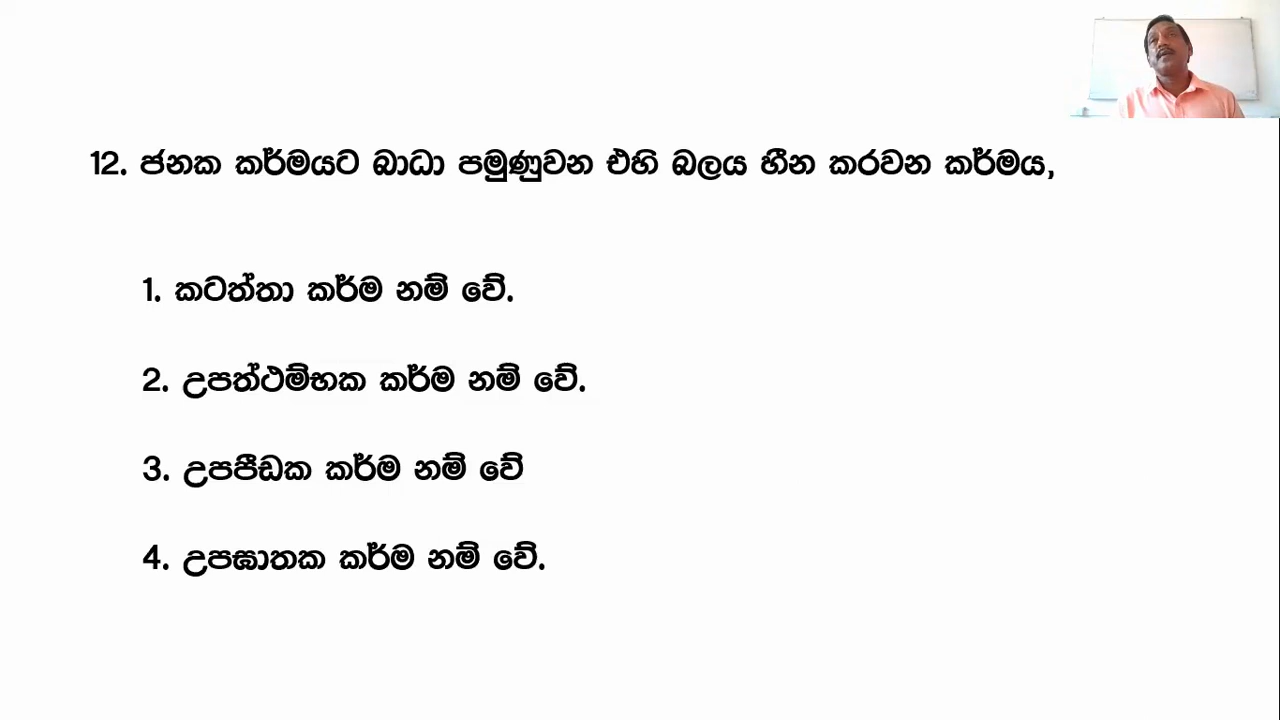 12. ජනක කර්මයට බාධා පමුණුවන එහි බලය හීන කරවන කර්මය,
1. කටත්තා කර්ම නම් වේ.
2. උපත්ථම්භක කර්ම නම් වේ.
3. උපපීඩක කර්ම නම් වේ
4. උපඝාතක කර්ම නම් වේ.